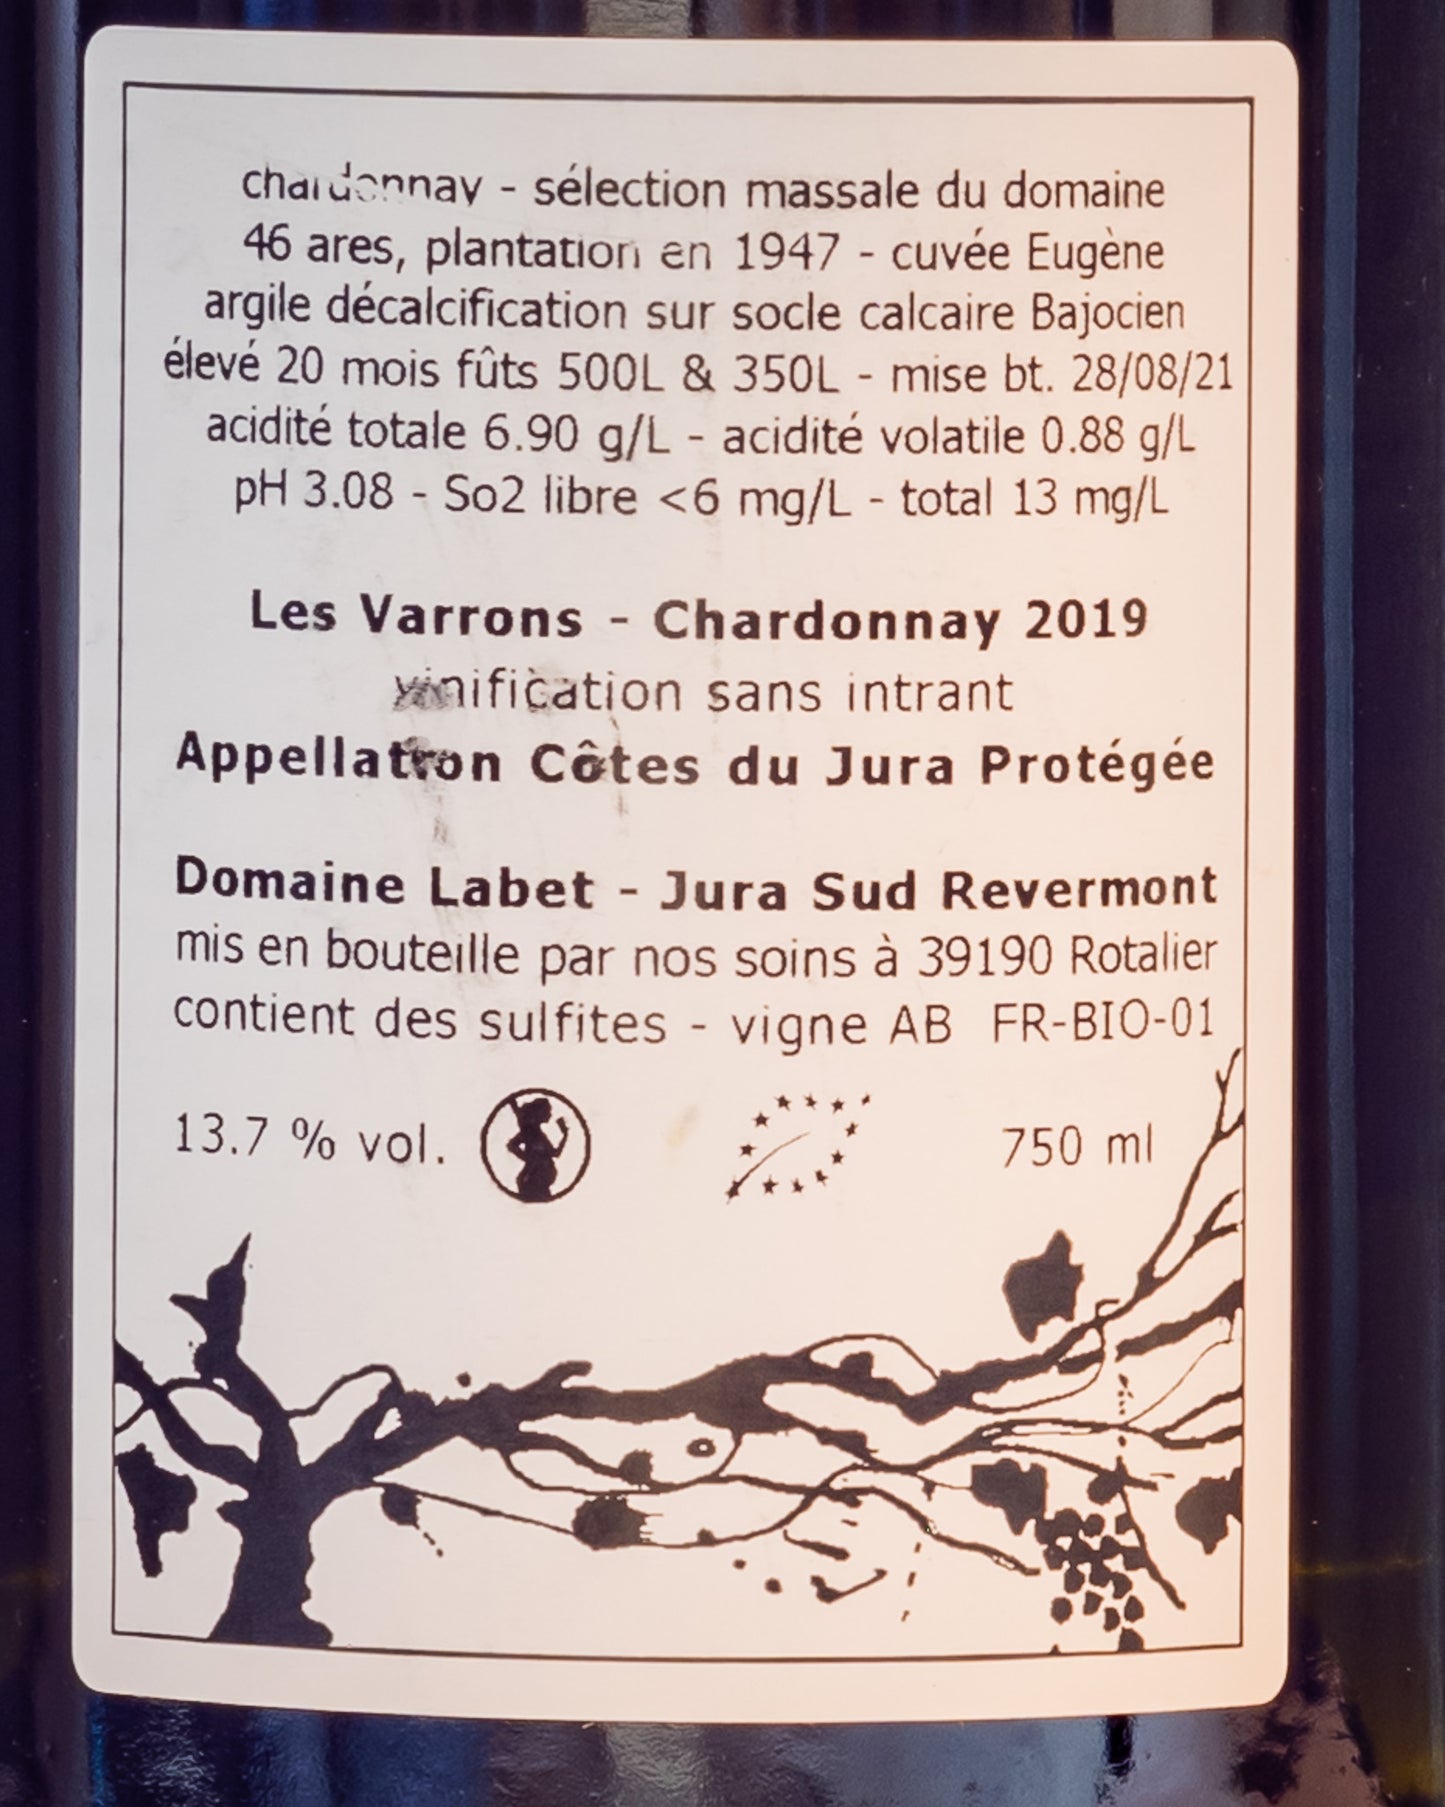 chardonnay - sélection massale du domaine
46 ares, plantation en 1947 - cuvée Eugène
argile décalcification sur socle calcaire Bajocien
élevé 20 mois fûts 500L & 350L - mise bt. 28/08/21
acidité totale 6.90 g/L - acidité volatile 0.88 g/L
pH 3.08 - So2 libre <6 mg/L - total 13 mg/L
Les Varrons - Chardonnay 2019
vinification sans intrant
Appellation Côtes du Jura Protégée
Domaine Labet - Jura Sud Revermont
mis en bouteille par nos soins à 39190 Rotalier
contient des sulfites - vigne AB FR-BIO-01
13.7 % vol. 750 ml